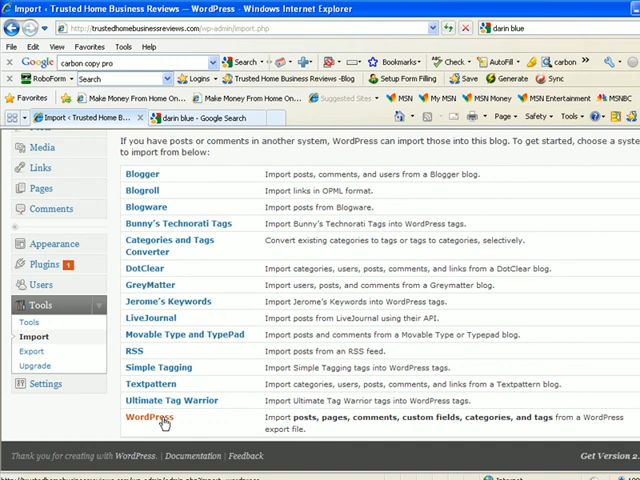 Import ‹ Trusted Home Business Reviews — WordPress - Windows Internet Explorer
http://trustedhomebusinessreviews.com/wp-admin/import.php
darin blue
File Edit View Favorites Tools Help
Google carbon copy pro Search Bookmarks Check AutoFill carbon
RoboForm Search Logins Trusted Home Business Reviews -Blog Setup Form Filling Save Generate Sync
Favorites Make Money From Home On... Make Money From Home On... Suggested Sites MSN My MSN MSN Money MSN Entertainment MSNBC
Import ‹ Trusted Home B... darin blue - Google Search Page Safety Tools
If you have posts or comments in another system, WordPress can import those into this blog. To get started, choose a syste
to import from below:
Media
Links
Pages
Comments
Appearance
Plugins 1
Users
Tools
Tools
Import
Export
Upgrade
Settings
Blogger Import posts, comments, and users from a Blogger blog.
Blogroll Import links in OPML format.
Blogware Import posts from Blogware.
Bunny's Technorati Tags Import Bunny's Technorati Tags into WordPress tags.
Categories and Tags Convert existing categories to tags or tags to categories, selectively.
Converter
DotClear Import categories, users, posts, comments, and links from a DotClear blog.
GreyMatter Import users, posts, and comments from a Greymatter blog.
Jerome's Keywords Import Jerome's Keywords into WordPress tags.
LiveJournal Import posts from LiveJournal using their API.
Movable Type and TypePad Import posts and comments from a Movable Type or Typepad blog.
RSS Import posts from an RSS feed.
Simple Tagging Import Simple Tagging tags into WordPress tags.
Textpattern Import categories, users, posts, comments, and links from a Textpattern blog.
Ultimate Tag Warrior Import Ultimate Tag Warrior tags into WordPress tags.
WordPress Import posts, pages, comments, custom fields, categories, and tags from a WordPress
export file.
Thank you for creating with WordPress. | Documentation | Feedback Get Version 2.